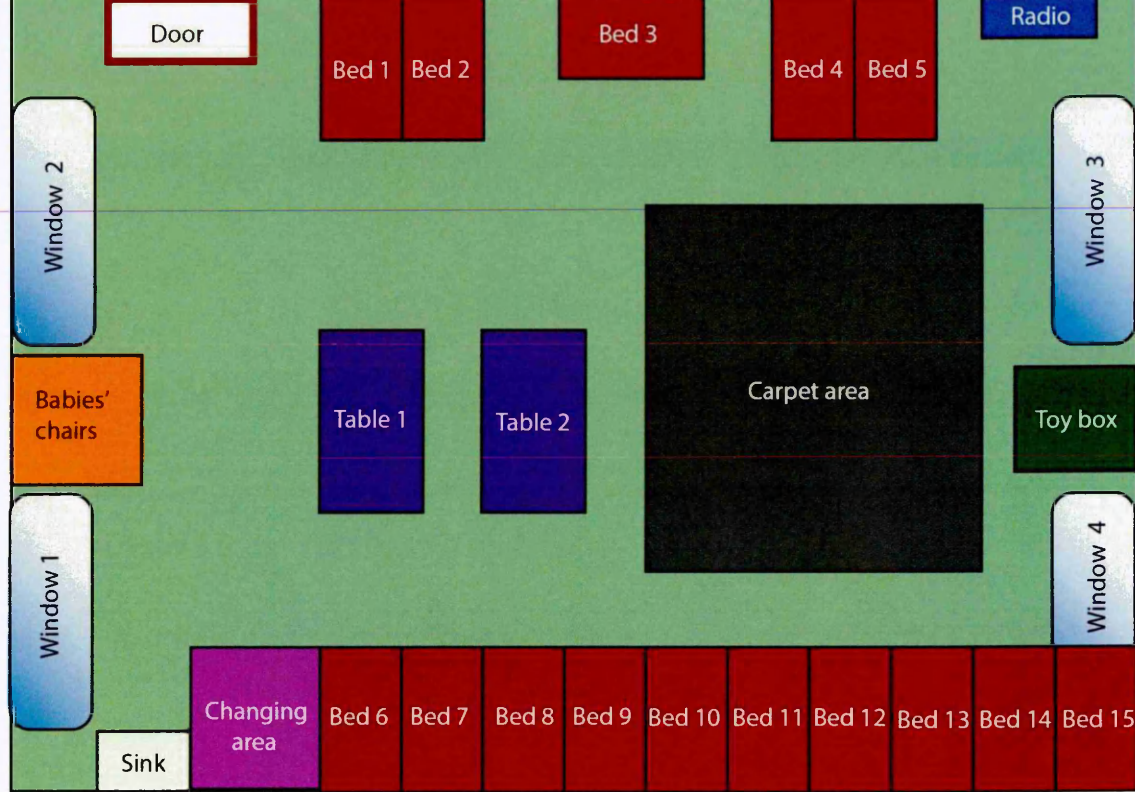 Door
Bed 1
Bed 2
Bed 3
Bed 4
Bed 5
Radio
Window 2
Window 3
Babies'
chairs
Table 1
Table 2
Carpet area
Toy box
Window 1
Window 4
Changing
area
Bed 6
Bed 7
Bed 8
Bed 9
Bed 10
Bed 11
Bed 12
Bed 13
Bed 14
Bed 15
Sink